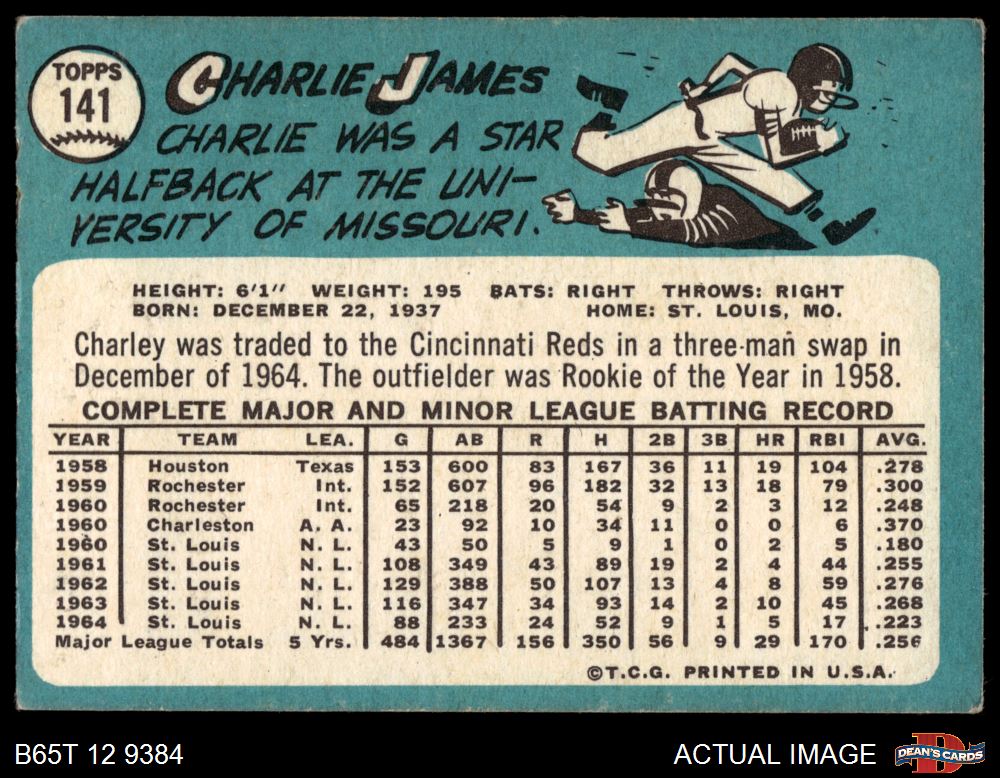 TOPPS
141
CHARLIE JAMES
CHARLIE WAS A STAR
HALFBACK AT THE UNI-
VERSITY OF MISSOURI.
HEIGHT: 6'1" WEIGHT: 195 BATS: RIGHT THROWS: RIGHT
BORN: DECEMBER 22, 1937 HOME: ST. LOUIS, MO.
Charley was traded to the Cincinnati Reds in a three-man swap in
December of 1964. The outfielder was Rookie of the Year in 1958.
COMPLETE MAJOR AND MINOR LEAGUE BATTING RECORD
YEAR TEAM LEA. G AB R H 2B 3B HR RBI AVG.
1958 Houston Texas 153 600 83 167 36 11 19 104 .278
1959 Rochester Int. 152 607 96 182 32 13 18 79 .300
1960 Rochester Int. 65 218 20 54 9 2 3 12 .248
1960 Charleston A. A. 23 92 10 34 11 0 0 6 .370
1960 St. Louis N. L. 43 50 5 9 1 0 2 5 .180
1961 St. Louis N. L. 108 349 43 89 19 2 4 44 .255
1962 St. Louis N. L. 129 388 50 107 13 4 8 59 .276
1963 St. Louis N. L. 116 347 34 93 14 2 10 45 .268
1964 St. Louis N. L. 88 233 24 52 9 1 5 17 .223
Major League Totals 5 Yrs. 484 1367 156 350 56 9 29 170 .256
©T.C.G. PRINTED IN U.S.A.
B65T 12 9384 ACTUAL IMAGE DEAN'S CARDS